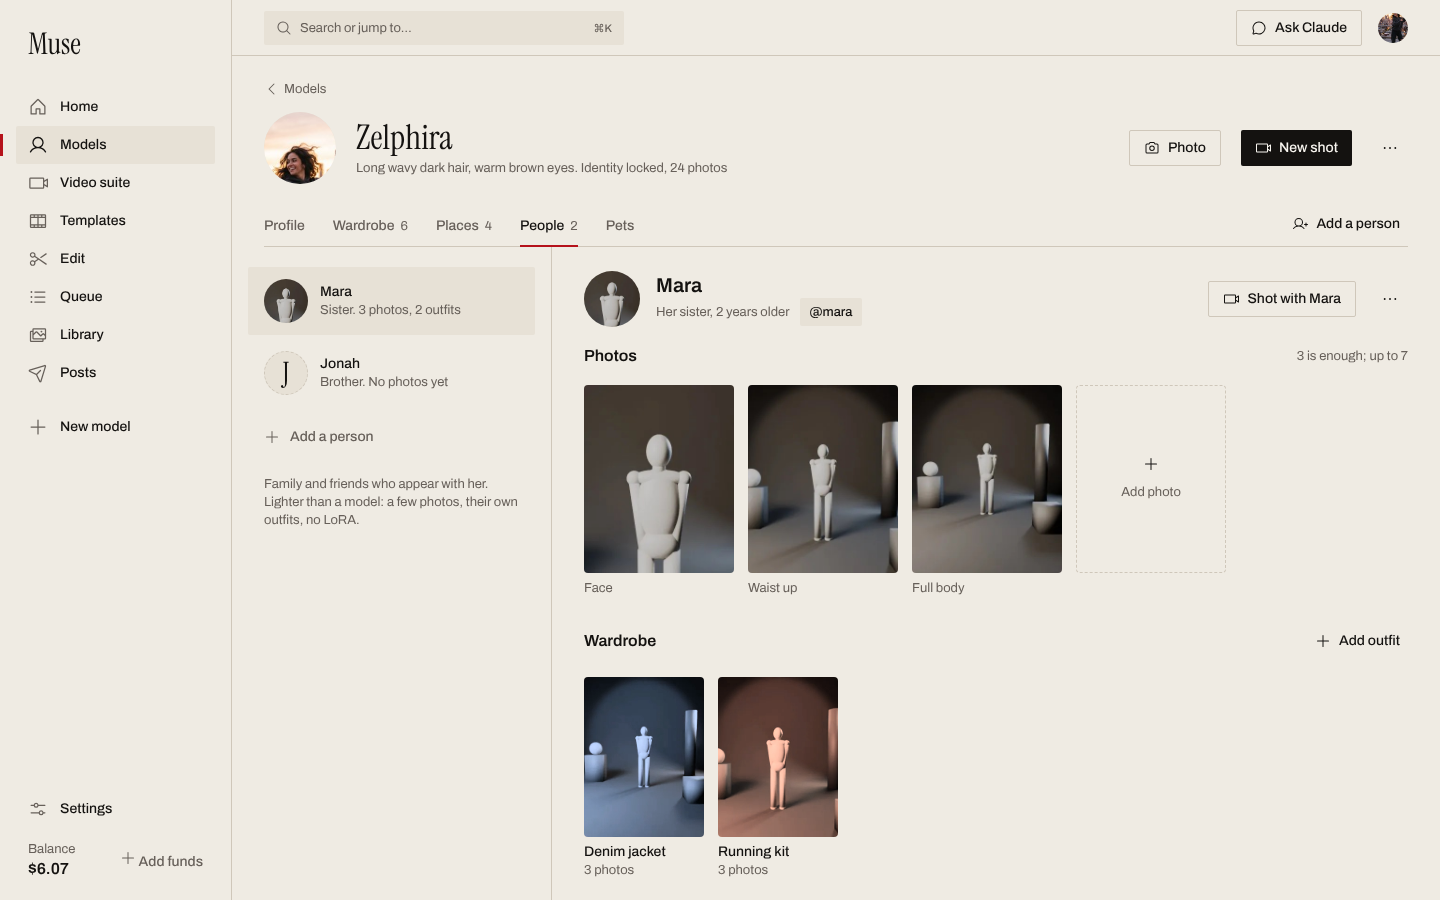 Muse
Search or jump to...
⌘K
Ask Claude
Home
Models
Video suite
Templates
Edit
Queue
Library
Posts
New model
Settings
Balance
$6.07
Add funds
Models
Zelphira
Long wavy dark hair, warm brown eyes. Identity locked, 24 photos
Photo
New shot
Profile
Wardrobe 6
Places 4
People 2
Pets
Add a person
Mara
Sister. 3 photos, 2 outfits
J
Jonah
Brother. No photos yet
Add a person
Family and friends who appear with her.
Lighter than a model: a few photos, their own
outfits, no LoRA.
Mara
Her sister, 2 years older
@mara
Shot with Mara
Photos
3 is enough; up to 7
Face
Waist up
Full body
Add photo
Wardrobe
Add outfit
Denim jacket
3 photos
Running kit
3 photos